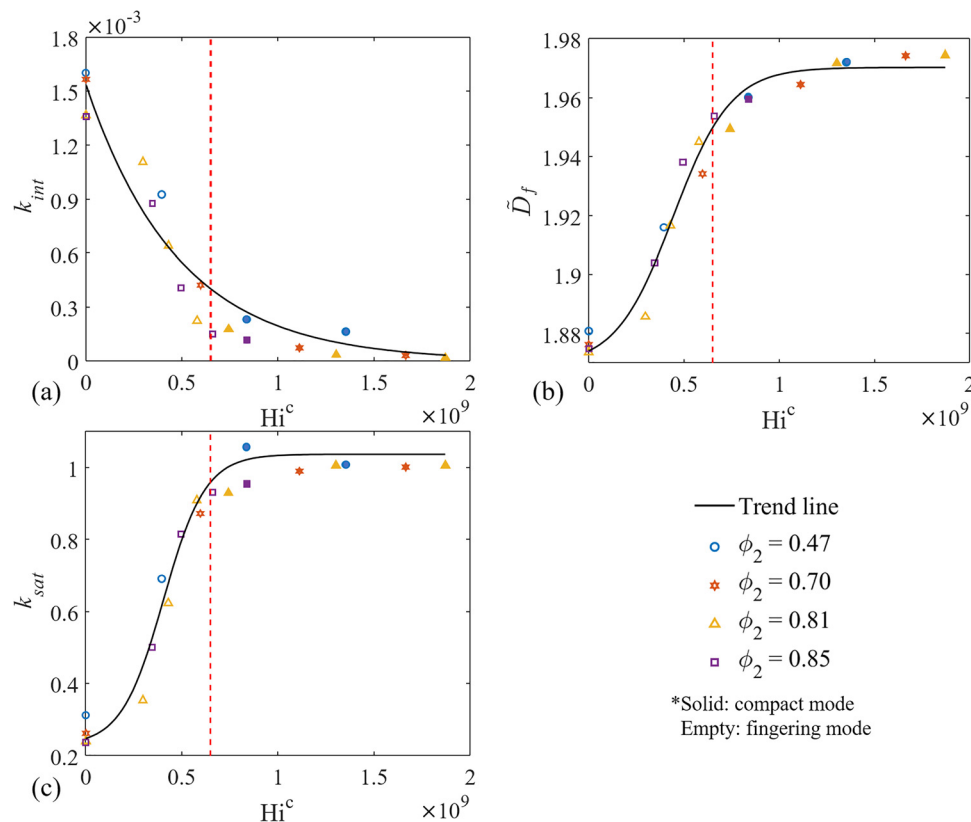 ×10⁻³
1.8
1.5
1.2
0.9
0.6
0.3
0
k_int
0 0.5 1 1.5 2
Hi^c ×10⁹
(a)
1.98
1.96
1.94
1.92
1.9
1.88
D̃_f
0 0.5 1 1.5 2
Hi^c ×10⁹
(b)
1
0.8
0.6
0.4
0.2
k_sat
0 0.5 1 1.5 2
Hi^c ×10⁹
(c)
Trend line
ϕ₂ = 0.47
ϕ₂ = 0.70
ϕ₂ = 0.81
ϕ₂ = 0.85
*Solid: compact mode
Empty: fingering mode